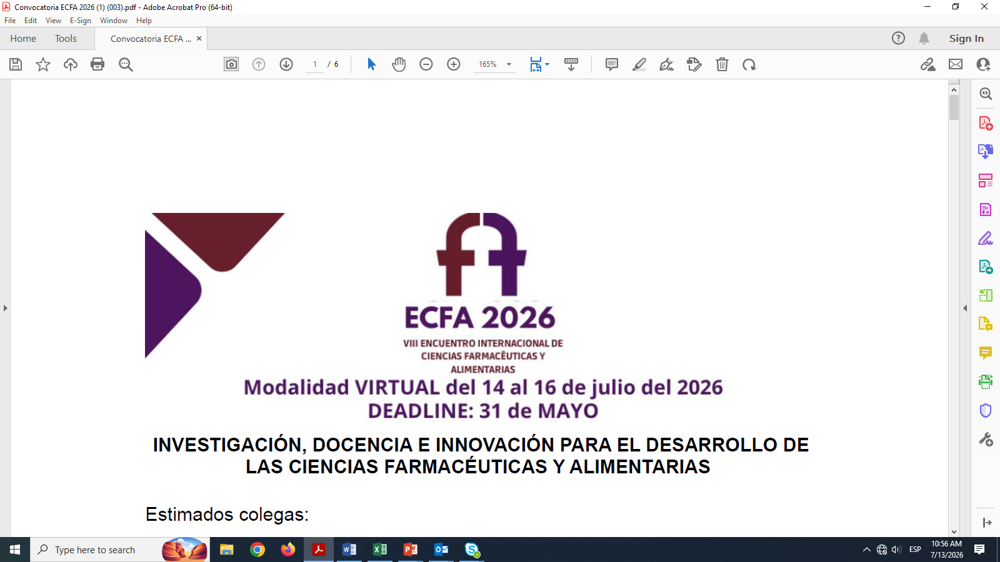 Convocatoria ECFA 2026 (1) (003).pdf - Adobe Acrobat Pro (64-bit)
File Edit View E-Sign Window Help
Home Tools Convocatoria ECFA ... × Sign In
1 / 6 165%
ECFA 2026
VIII ENCUENTRO INTERNACIONAL DE
CIENCIAS FARMACÉUTICAS Y
ALIMENTARIAS
Modalidad VIRTUAL del 14 al 16 de julio del 2026
DEADLINE: 31 de MAYO
INVESTIGACIÓN, DOCENCIA E INNOVACIÓN PARA EL DESARROLLO DE
LAS CIENCIAS FARMACÉUTICAS Y ALIMENTARIAS
Estimados colegas:
Type here to search
ESP
10:56 AM
7/13/2026